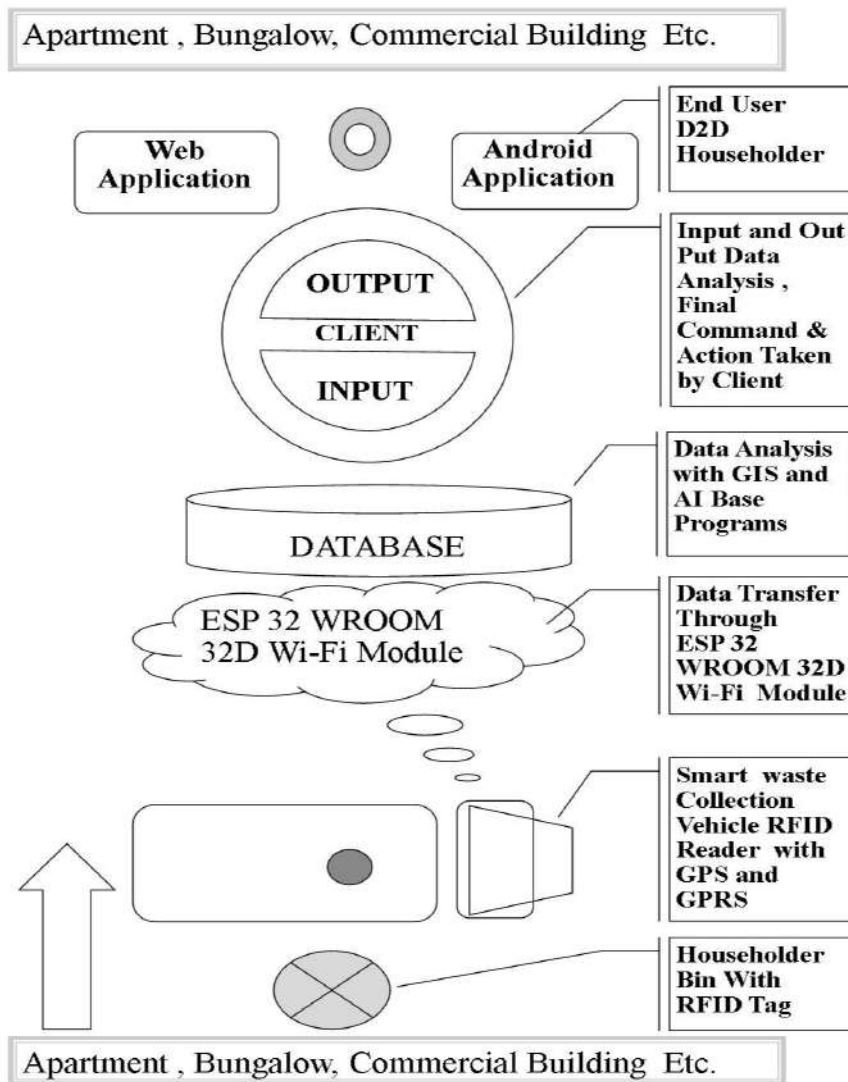 Apartment , Bungalow, Commercial Building Etc.
Web
Application
Android
Application
End User
D2D
Householder
OUTPUT
CLIENT
INPUT
Input and Out
Put Data
Analysis ,
Final
Command &
Action Taken
by Client
DATABASE
Data Analysis
with GIS and
AI Base
Programs
ESP 32 WROOM
32D Wi-Fi Module
Data Transfer
Through
ESP 32
WROOM 32D
Wi-Fi Module
Smart waste
Collection
Vehicle RFID
Reader with
GPS and
GPRS
Householder
Bin With
RFID Tag
Apartment , Bungalow, Commercial Building Etc.